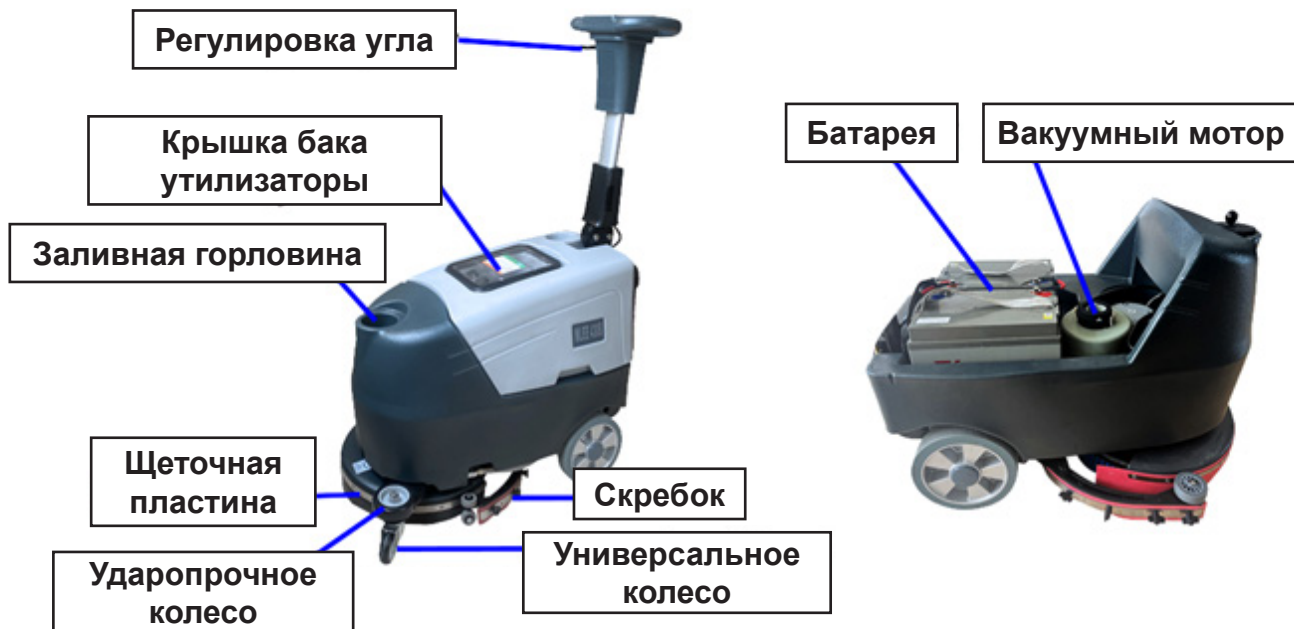 Регулировка угла
Крышка бака
утилизаторы
Заливная горловина
Щеточная
пластина
Ударопрочное
колесо
Скребок
Универсальное
колесо
Батарея
Вакуумный мотор